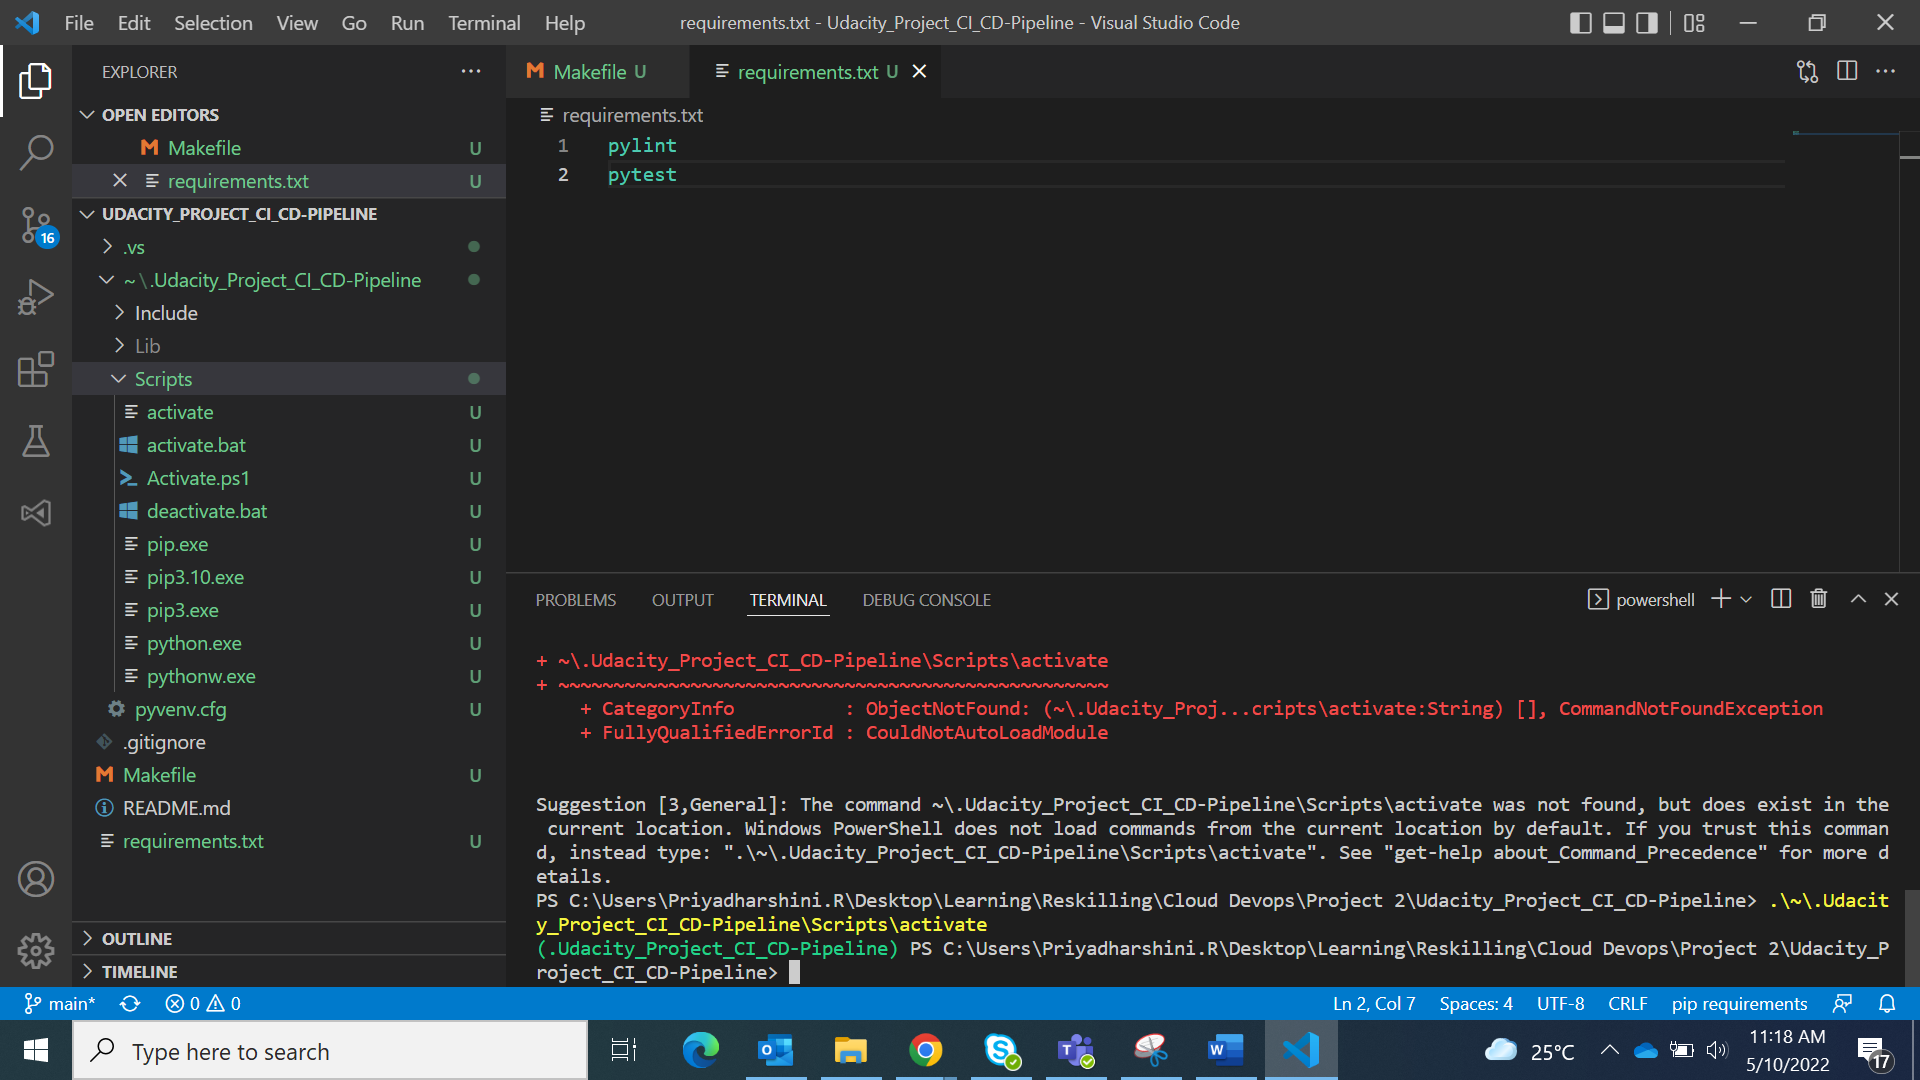 File Edit Selection View Go Run Terminal Help requirements.txt - Udacity_Project_CI_CD-Pipeline - Visual Studio Code
EXPLORER
Makefile U
requirements.txt U
OPEN EDITORS
Makefile U
requirements.txt U
UDACITY_PROJECT_CI_CD-PIPELINE
16
.vs
~\.Udacity_Project_CI_CD-Pipeline
Include
Lib
Scripts
activate U
activate.bat U
Activate.ps1 U
deactivate.bat U
pip.exe U
pip3.10.exe U
pip3.exe U
python.exe U
pythonw.exe U
pyvenv.cfg U
.gitignore
Makefile U
README.md
requirements.txt U
OUTLINE
TIMELINE
requirements.txt
1 pylint
2 pytest
PROBLEMS OUTPUT TERMINAL DEBUG CONSOLE powershell
+ ~\.Udacity_Project_CI_CD-Pipeline\Scripts\activate
+ ~~~~~~~~~~~~~~~~~~~~~~~~~~~~~~~~~~~~~~~~~~~~~~~~~~
+ CategoryInfo : ObjectNotFound: (~\.Udacity_Proj...cripts\activate:String) [], CommandNotFoundException
+ FullyQualifiedErrorId : CouldNotAutoLoadModule
Suggestion [3,General]: The command ~\.Udacity_Project_CI_CD-Pipeline\Scripts\activate was not found, but does exist in the
current location. Windows PowerShell does not load commands from the current location by default. If you trust this comman
d, instead type: ".\~\.Udacity_Project_CI_CD-Pipeline\Scripts\activate". See "get-help about_Command_Precedence" for more d
etails.
PS C:\Users\Priyadharshini.R\Desktop\Learning\Reskilling\Cloud Devops\Project 2\Udacity_Project_CI_CD-Pipeline> .\~\.Udacit
y_Project_CI_CD-Pipeline\Scripts\activate
(.Udacity_Project_CI_CD-Pipeline) PS C:\Users\Priyadharshini.R\Desktop\Learning\Reskilling\Cloud Devops\Project 2\Udacity_P
roject_CI_CD-Pipeline>
main* 0 0 Ln 2, Col 7 Spaces: 4 UTF-8 CRLF pip requirements
Type here to search
25°C
11:18 AM
5/10/2022
17